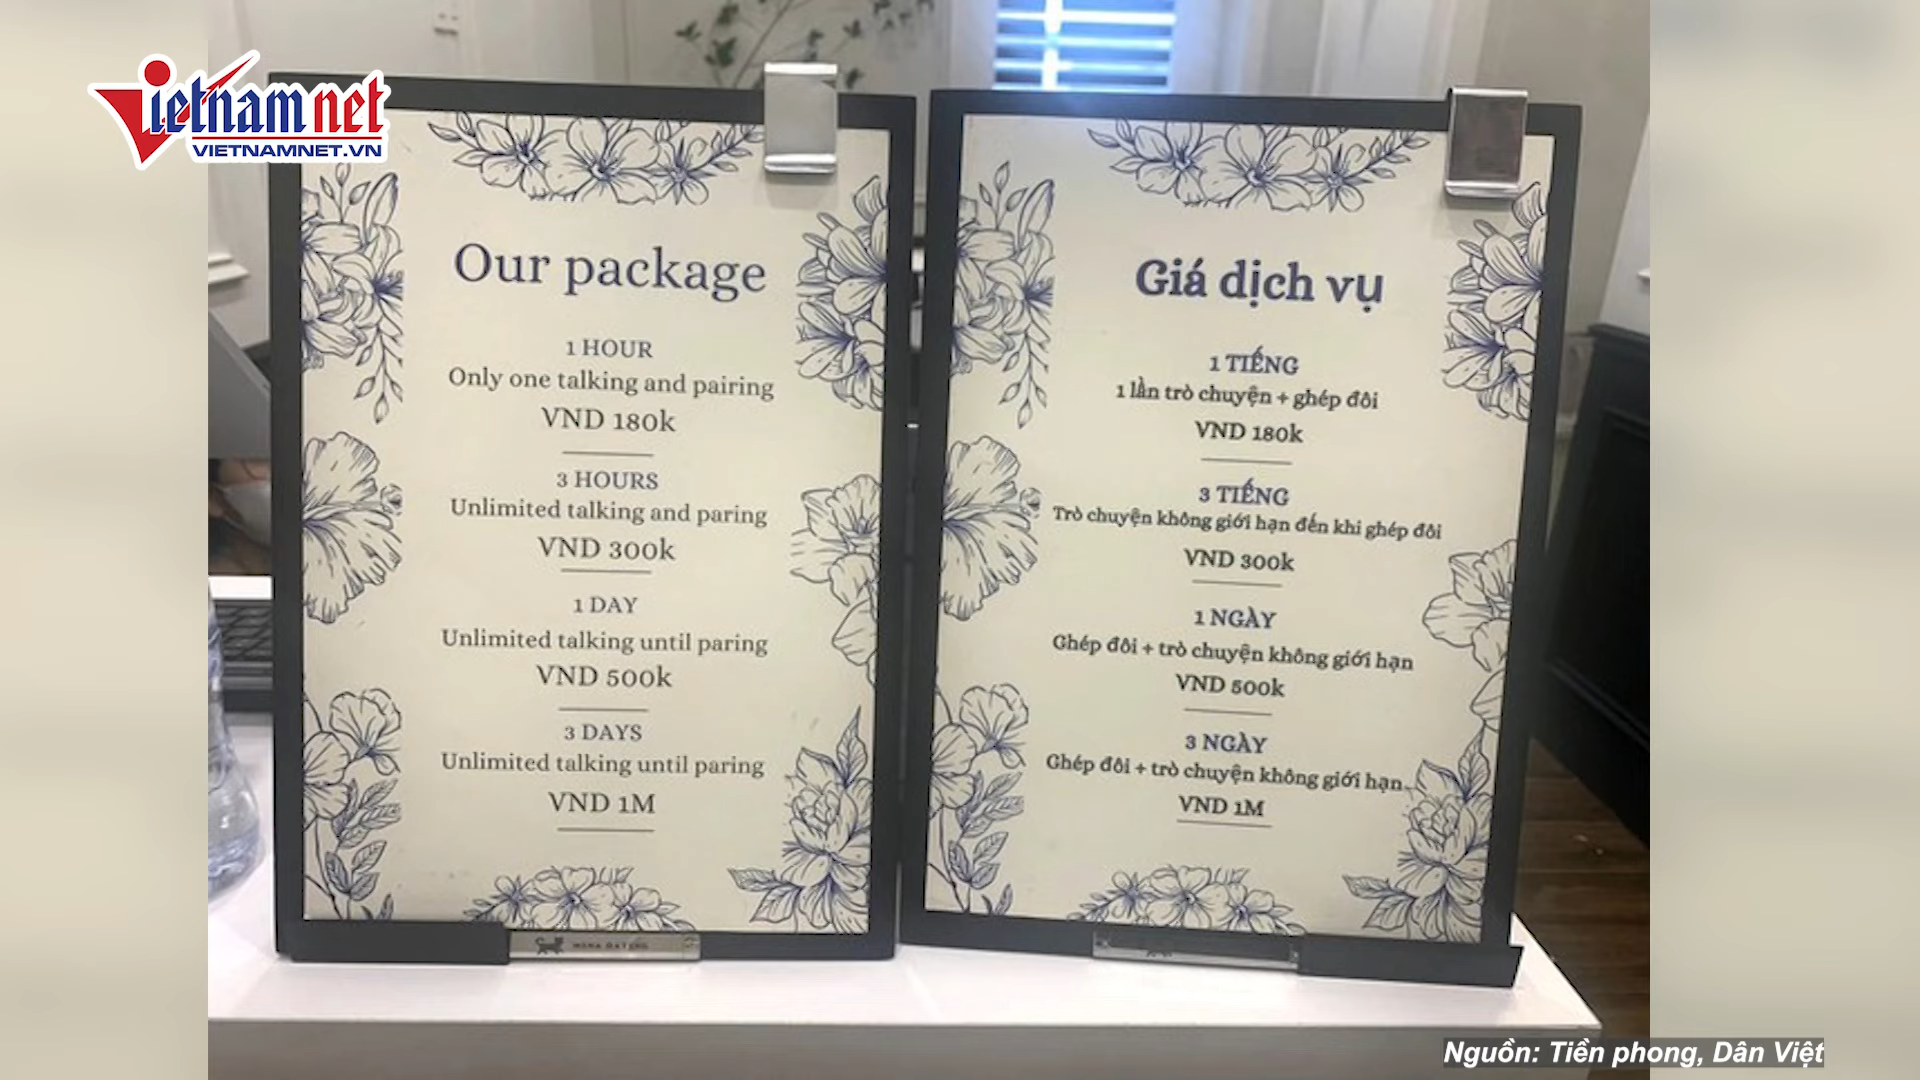 vietnamnet
VIETNAMNET.VN
Our package
1 HOUR
Only one talking and pairing
VND 180k
3 HOURS
Unlimited talking and paring
VND 300k
1 DAY
Unlimited talking until paring
VND 500k
3 DAYS
Unlimited talking until paring
VND 1M
Giá dịch vụ
1 TIẾNG
1 lần trò chuyện + ghép đôi
VND 180k
3 TIẾNG
Trò chuyện không giới hạn đến khi ghép đôi
VND 300k
1 NGÀY
Ghép đôi + trò chuyện không giới hạn
VND 500k
3 NGÀY
Ghép đôi + trò chuyện không giới hạn
VND 1M
Nguồn: Tiền phong, Dân Việt